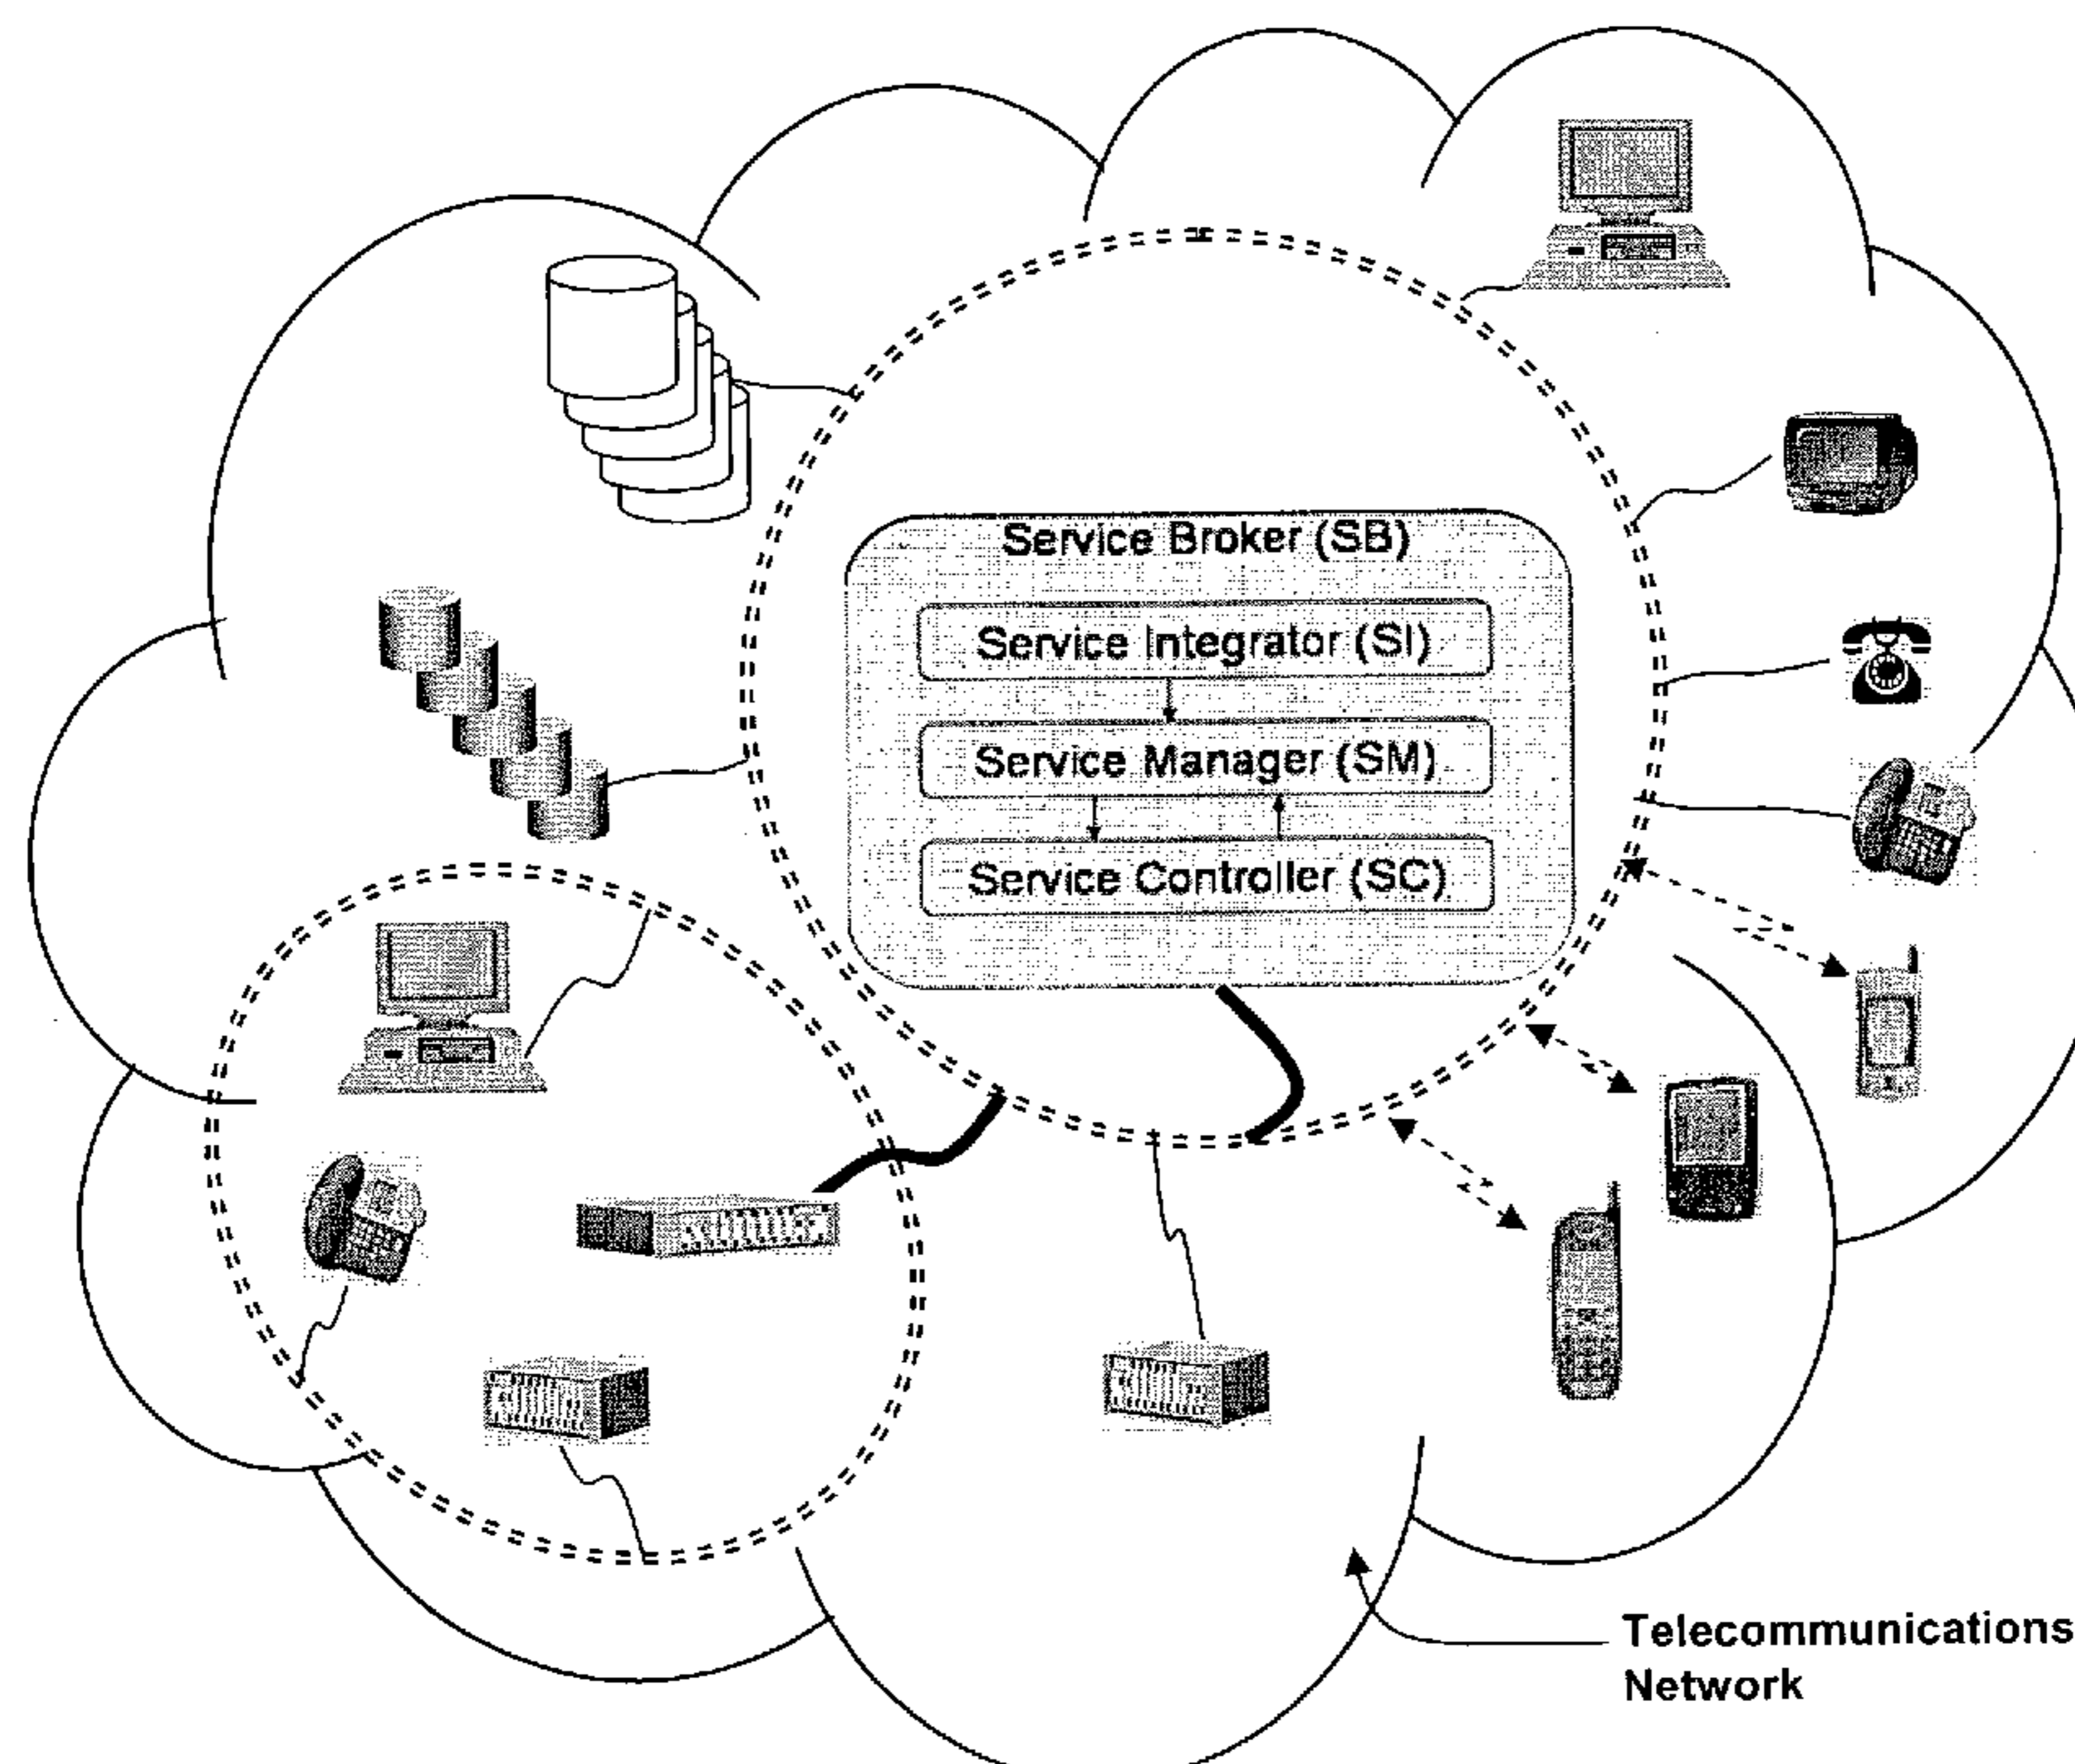 Service Broker (SB)
Service Integrator (SI)
Service Manager (SM)
Service Controller (SC)
Telecommunications
Network